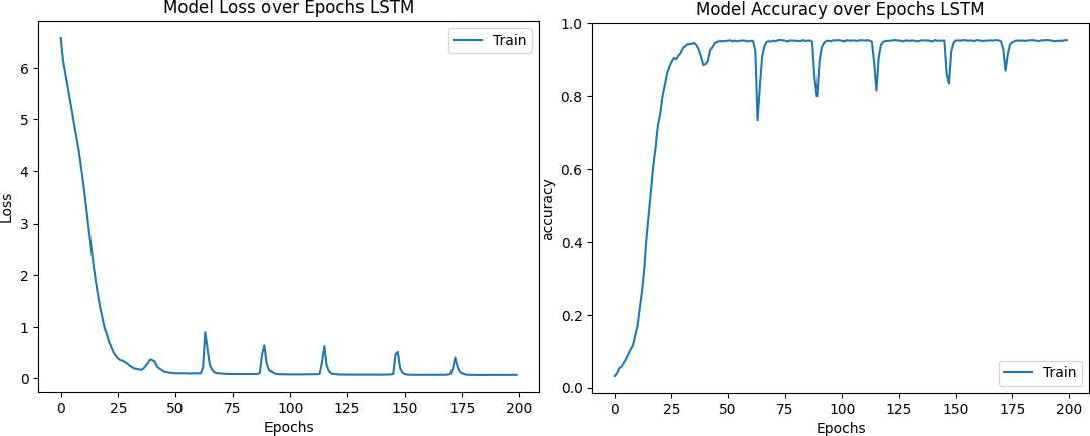 Model Loss over Epochs LSTM
Train
6
5
4
3
2
1
0
Loss
0 25 50 75 100 125 150 175 200
Epochs
Model Accuracy over Epochs LSTM
1.0
0.8
0.6
0.4
0.2
0.0
accuracy
Train
0 25 50 75 100 125 150 175 200
Epochs